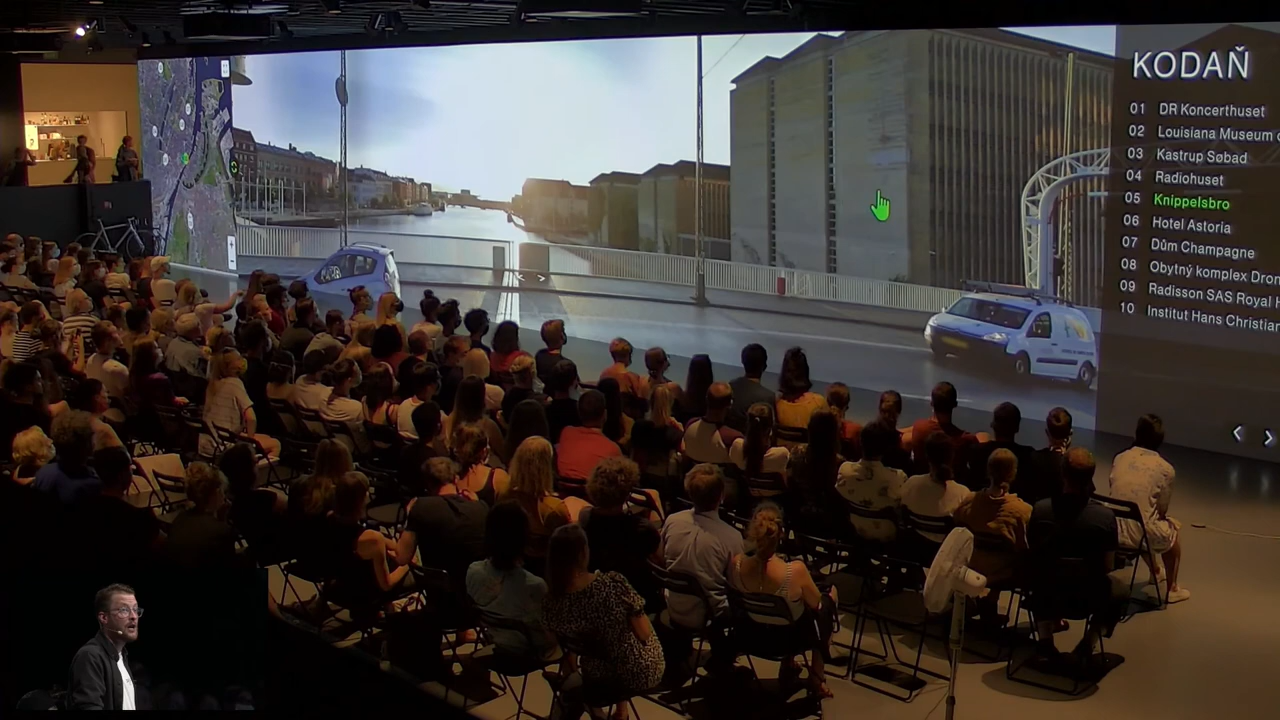 KODAŇ
01 DR Koncerthuset
02 Louisiana Museum o
03 Kastrup Søbad
04 Radiohuset
05 Knippelsbro
06 Hotel Astoria
07 Dům Champagne
08 Obytný komplex Dron
09 Radisson SAS Royal H
10 Institut Hans Christian